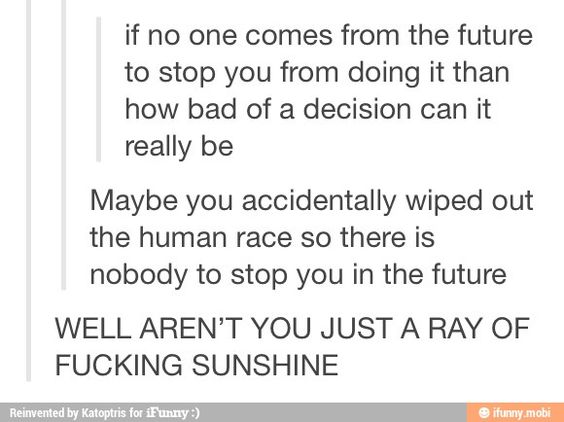 if no one comes from the future
to stop you from doing it than
how bad of a decision can it
really be
Maybe you accidentally wiped out
the human race so there is
nobody to stop you in the future
WELL AREN'T YOU JUST A RAY OF
FUCKING SUNSHINE
Reinvented by Katoptris for iFunny :)
ifunny.mobi